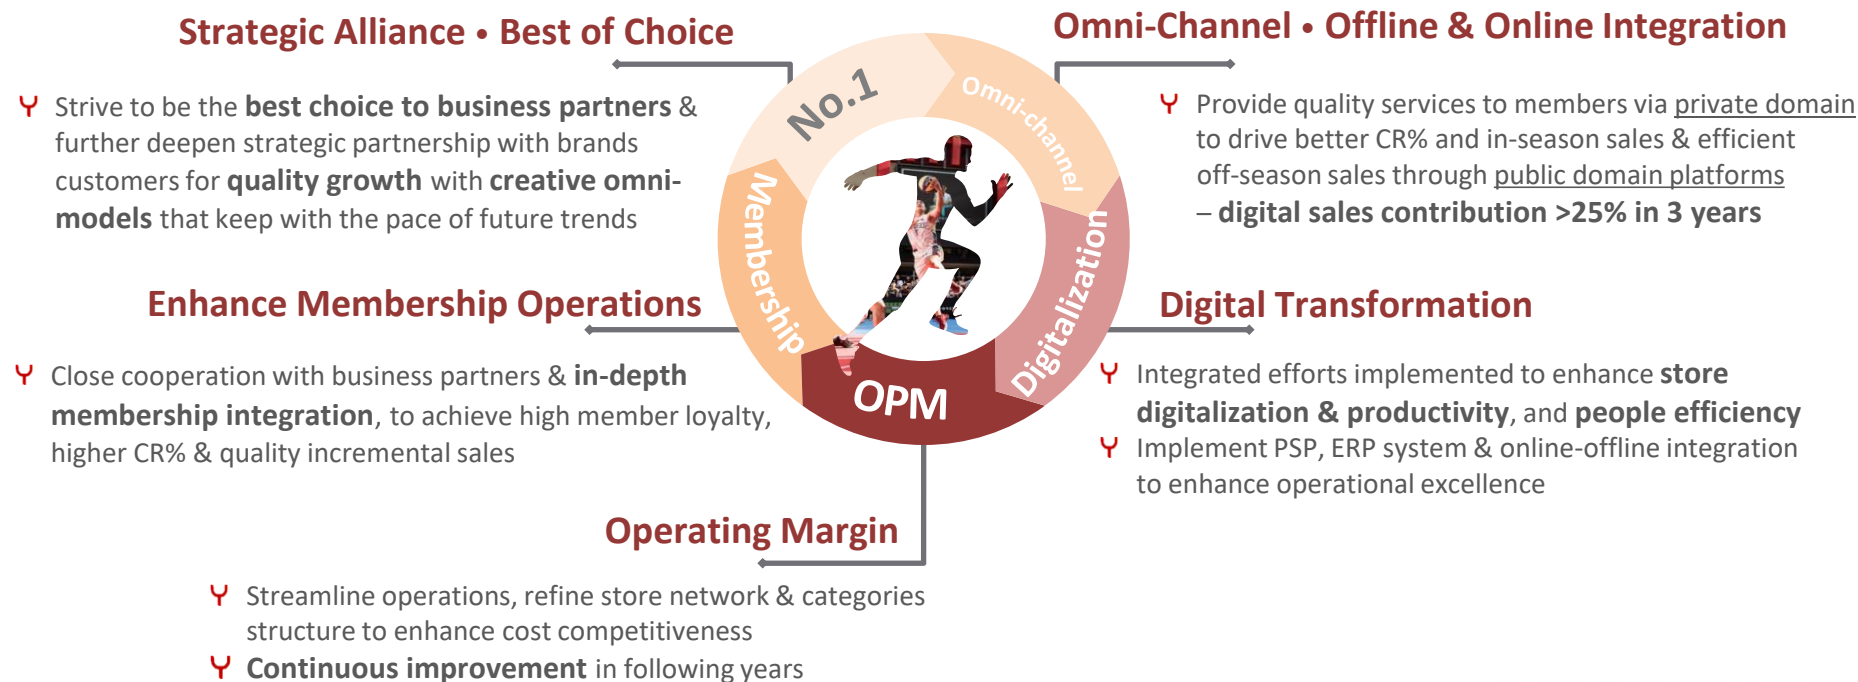 Strategic Alliance • Best of Choice
Strive to be the best choice to business partners &
further deepen strategic partnership with brands
customers for quality growth with creative omni-
models that keep with the pace of future trends
Omni-Channel • Offline & Online Integration
Provide quality services to members via private domain
to drive better CR% and in-season sales & efficient
off-season sales through public domain platforms
– digital sales contribution >25% in 3 years
No.1
Omni-channel
Membership
Digitalization
OPM
Enhance Membership Operations
Close cooperation with business partners & in-depth
membership integration, to achieve high member loyalty,
higher CR% & quality incremental sales
Digital Transformation
Integrated efforts implemented to enhance store
digitalization & productivity, and people efficiency
Implement PSP, ERP system & online-offline integration
to enhance operational excellence
Operating Margin
Streamline operations, refine store network & categories
structure to enhance cost competitiveness
Continuous improvement in following years